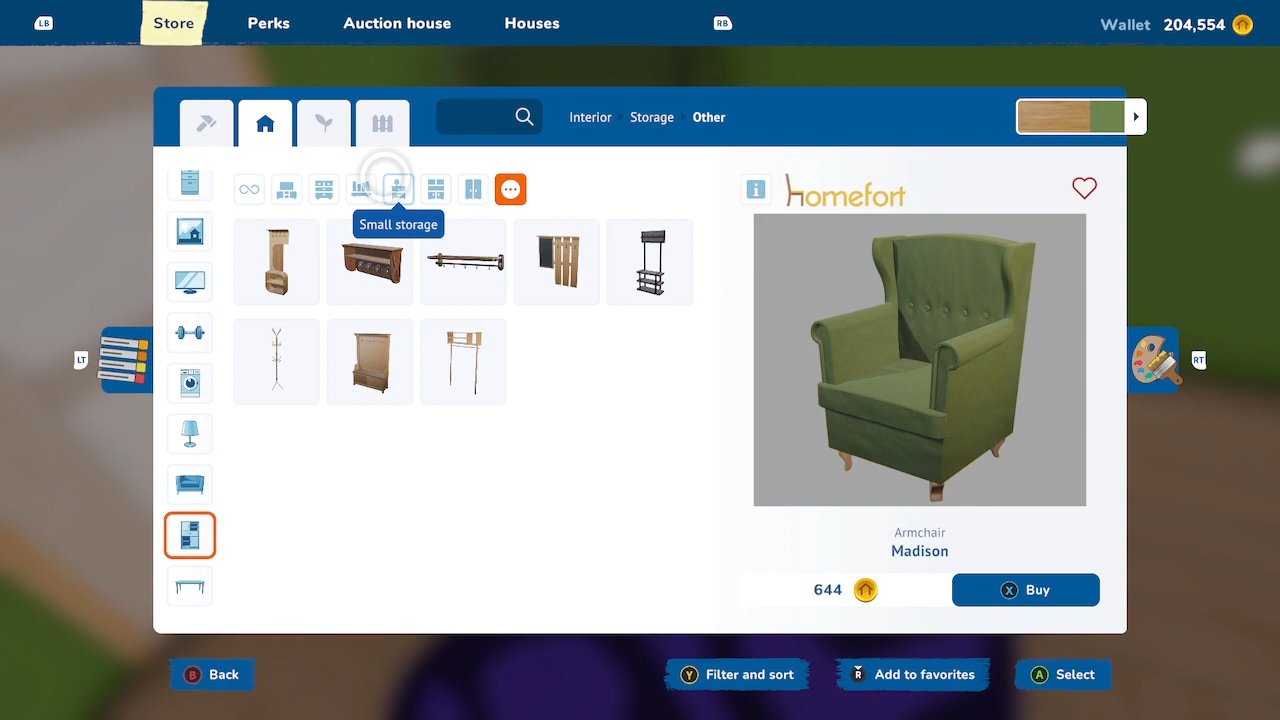 LB
Store
Perks
Auction house
Houses
RB
Wallet 204,554
Interior Storage Other
homefort
Small storage
LT
RT
Armchair
Madison
644
X Buy
B Back
Y Filter and sort
R Add to favorites
A Select